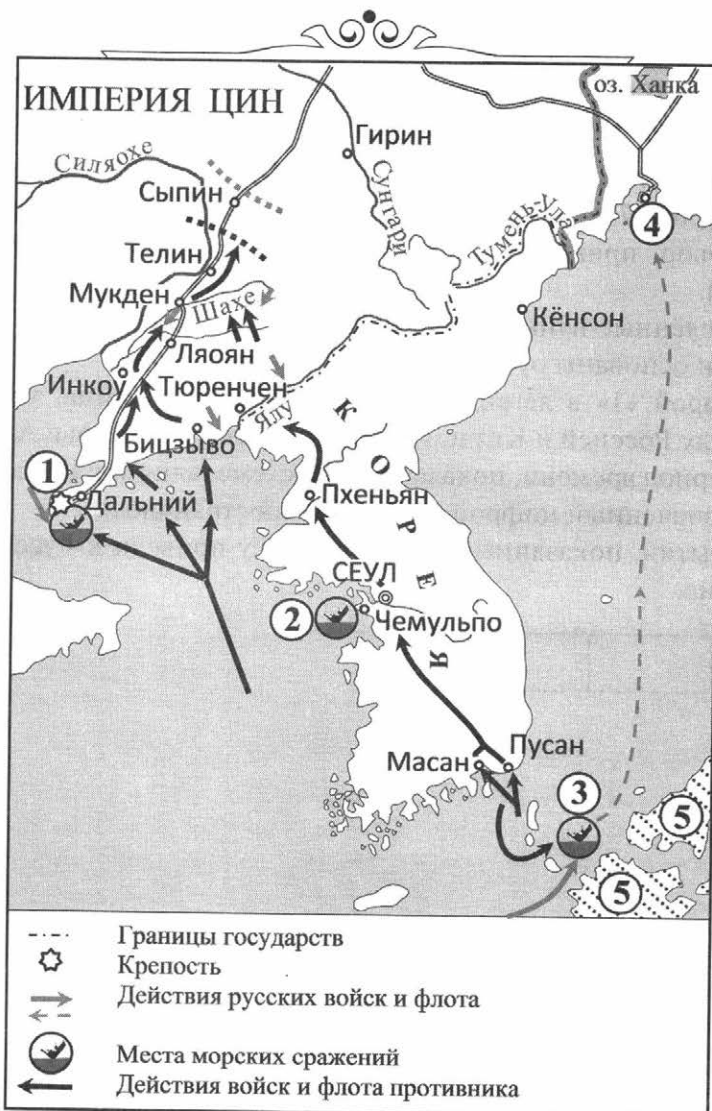 ИМПЕРИЯ ЦИН
оз. Ханка
Силяохе
Гирин
Сунгари
Сыпин
Тумень-Ула
4
Телин
Мукден
Шахе
Кёнсон
Ляоян
Инкоу
Тюренчен
Ялу
Бицзыво
КОРЕЯ
1
Дальний
Пхеньян
СЕУЛ
2
Чемульпо
Масан
Пусан
3
5
5
Границы государств
Крепость
Действия русских войск и флота
Места морских сражений
Действия войск и флота противника